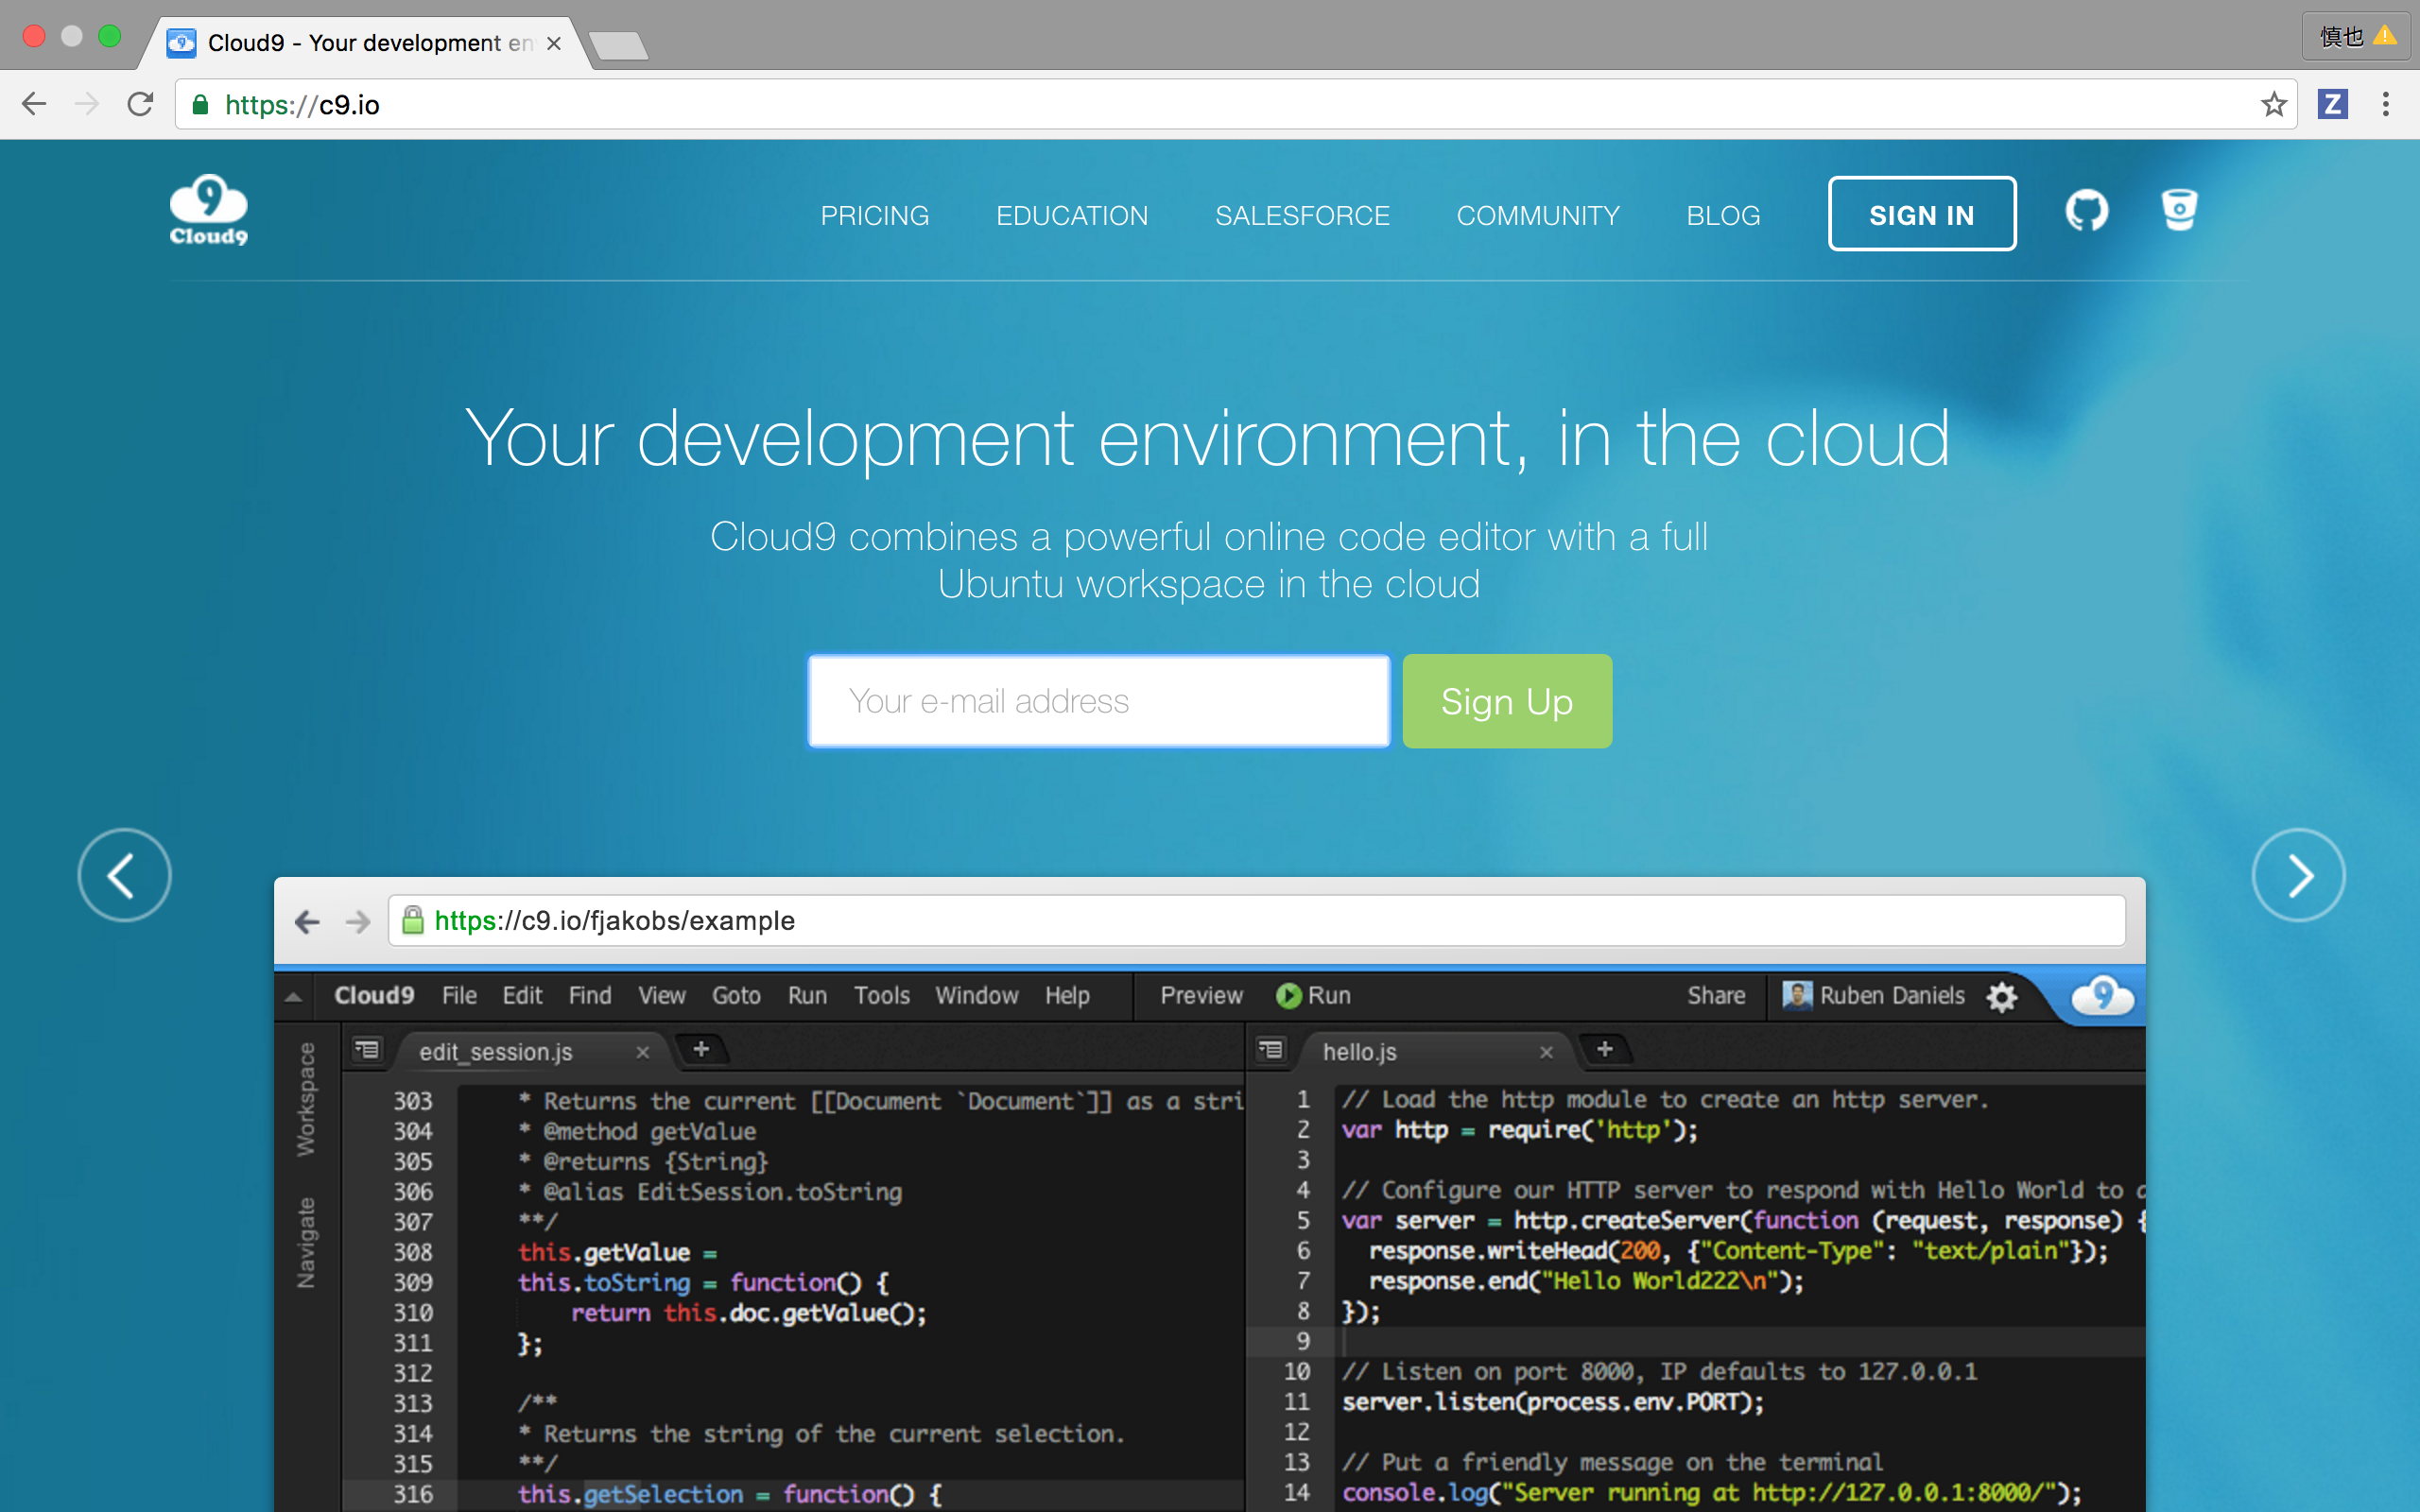 Cloud9 - Your development en
慎也
https://c9.io
9
Cloud9
PRICING EDUCATION SALESFORCE COMMUNITY BLOG SIGN IN
Your development environment, in the cloud
Cloud9 combines a powerful online code editor with a full
Ubuntu workspace in the cloud
Your e-mail address Sign Up
https://c9.io/fjakobs/example
Cloud9 File Edit Find View Goto Run Tools Window Help Preview Run Share Ruben Daniels
Workspace
Navigate
edit_session.js
303 * Returns the current [[Document `Document`]] as a stri
304 * @method getValue
305 * @returns {String}
306 * @alias EditSession.toString
307 **/
308 this.getValue =
309 this.toString = function() {
310 return this.doc.getValue();
311 };
312
313 /**
314 * Returns the string of the current selection.
315 **/
316 this.getSelection = function() {
hello.js
1 // Load the http module to create an http server.
2 var http = require('http');
3
4 // Configure our HTTP server to respond with Hello World to a
5 var server = http.createServer(function (request, response) {
6 response.writeHead(200, {"Content-Type": "text/plain"});
7 response.end("Hello World222\n");
8 });
9
10 // Listen on port 8000, IP defaults to 127.0.0.1
11 server.listen(process.env.PORT);
12
13 // Put a friendly message on the terminal
14 console.log("Server running at http://127.0.0.1:8000/");